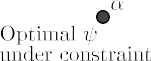 α
Optimal ψ
under constraint